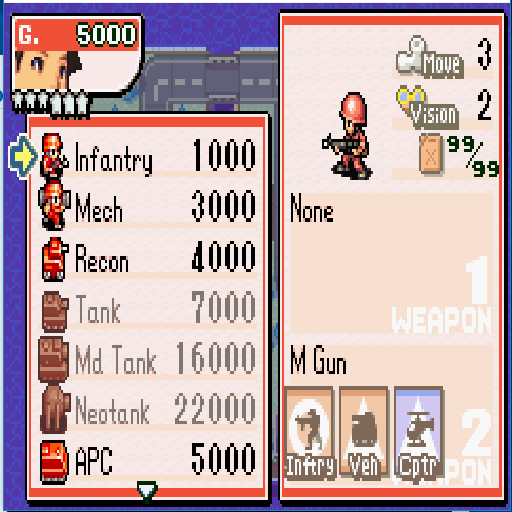 G. 5000
Infantry 1000
Mech 3000
Recon 4000
Tank 7000
Md Tank 16000
Neotank 22000
APC 5000
Move 3
Vision 2
99/99
None
1
WEAPON
M Gun
Infntry Veh Cptr
2
WEAPON